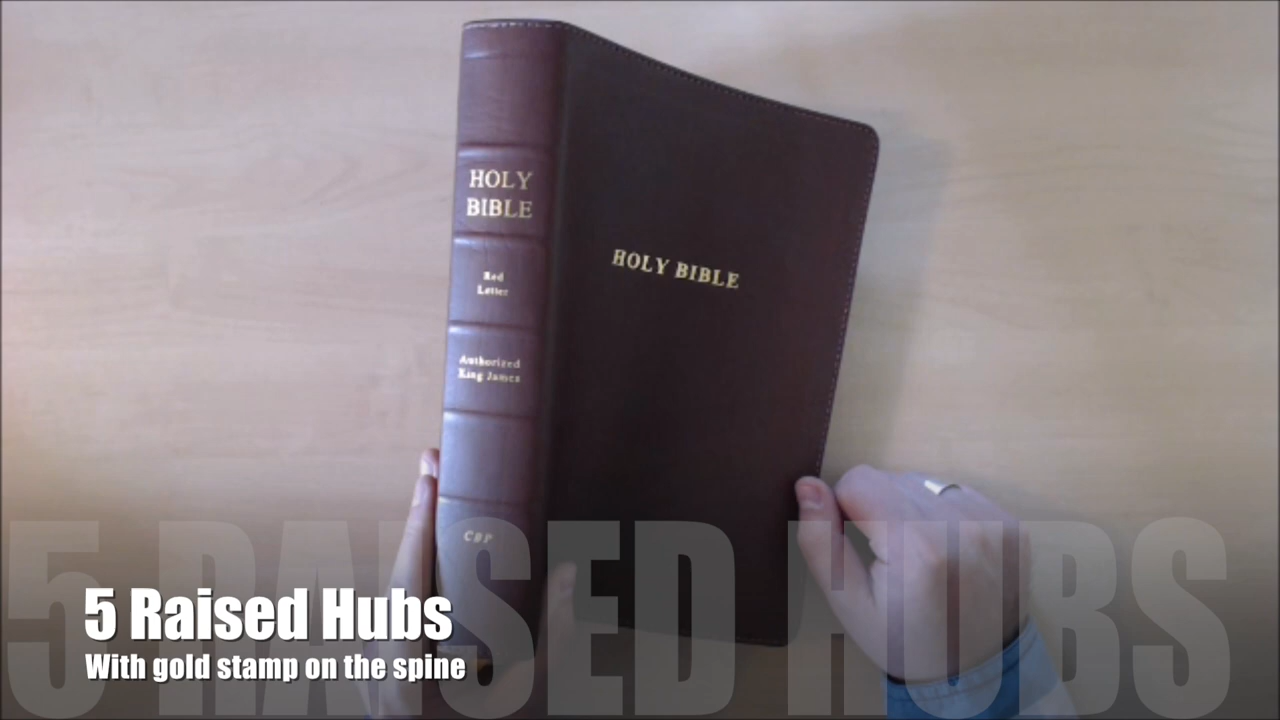 HOLY
BIBLE
Red
Letter
Authorized
King James
CBP
HOLY BIBLE
5 RAISED HUBS
5 Raised Hubs
With gold stamp on the spine